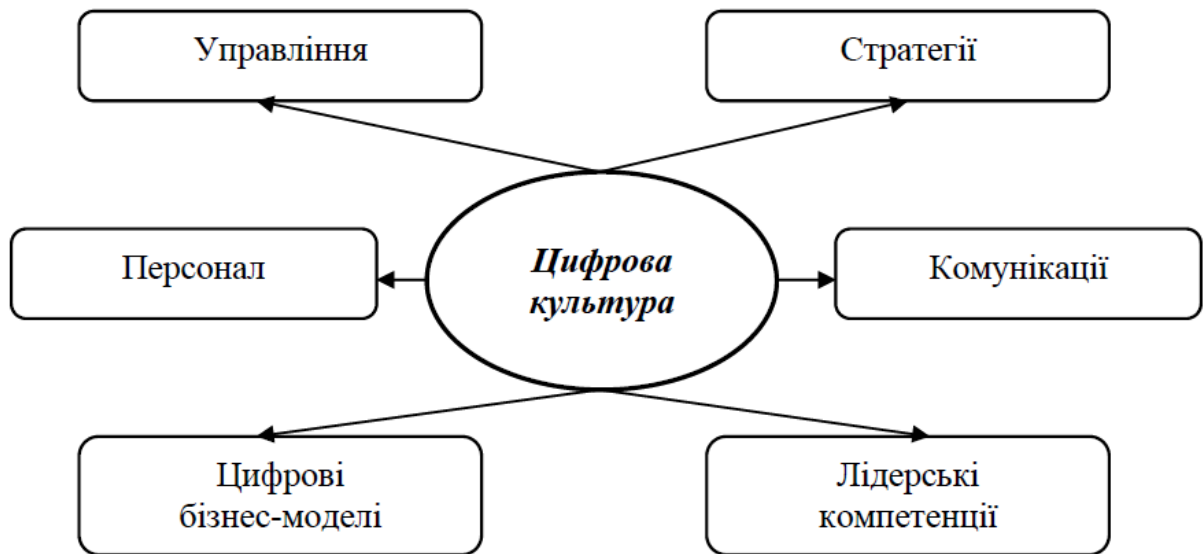 Управління
Стратегії
Персонал
Цифрова
культура
Комунікації
Цифрові
бізнес-моделі
Лідерські
компетенції